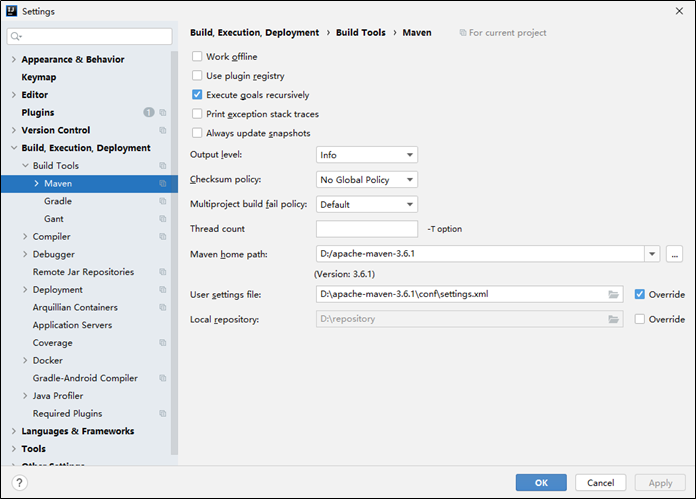 Settings
Appearance & Behavior
Keymap
Editor
Plugins 1
Version Control
Build, Execution, Deployment
Build Tools
Maven
Gradle
Gant
Compiler
Debugger
Remote Jar Repositories
Deployment
Arquillian Containers
Application Servers
Coverage
Docker
Gradle-Android Compiler
Java Profiler
Required Plugins
Languages & Frameworks
Tools
Other Settings
Build, Execution, Deployment › Build Tools › Maven For current project
Work offline
Use plugin registry
Execute goals recursively
Print exception stack traces
Always update snapshots
Output level: Info
Checksum policy: No Global Policy
Multiproject build fail policy: Default
Thread count -T option
Maven home path: D:/apache-maven-3.6.1 ...
(Version: 3.6.1)
User settings file: D:\apache-maven-3.6.1\conf\settings.xml Override
Local repository: D:\repository Override
? OK Cancel Apply